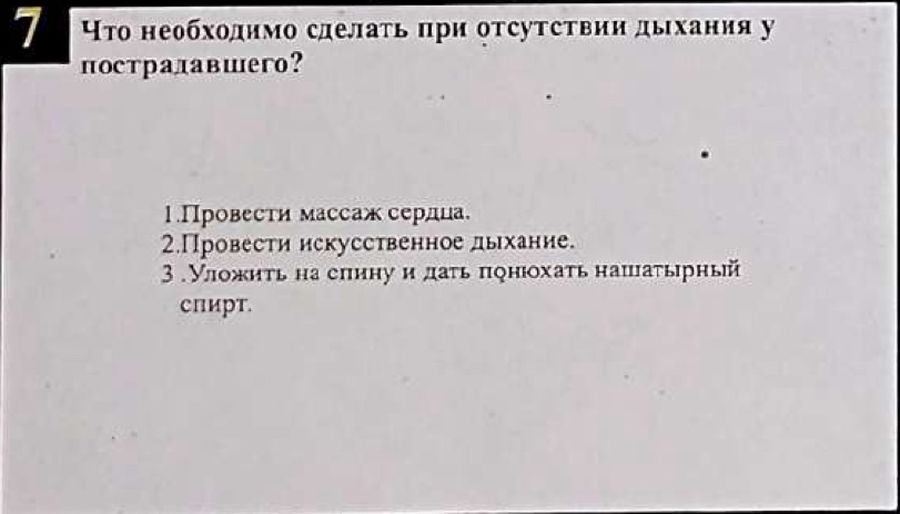 7
Что необходимо сделать при отсутствии дыхания у
пострадавшего?
1.Провести массаж сердца.
2.Провести искусственное дыхание.
3 .Уложить на спину и дать понюхать нашатырный
спирт.